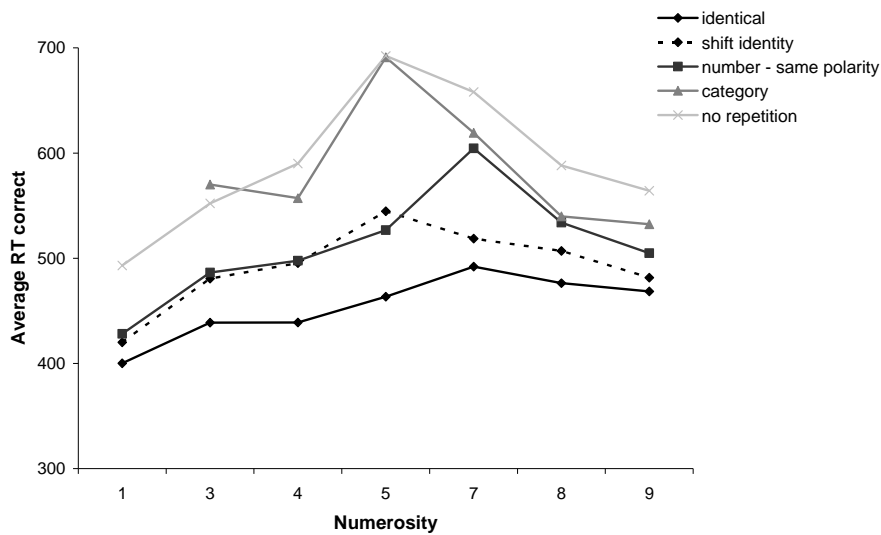 identical
shift identity
number - same polarity
category
no repetition
700
600
500
400
300
Average RT correct
1 3 4 5 7 8 9
Numerosity